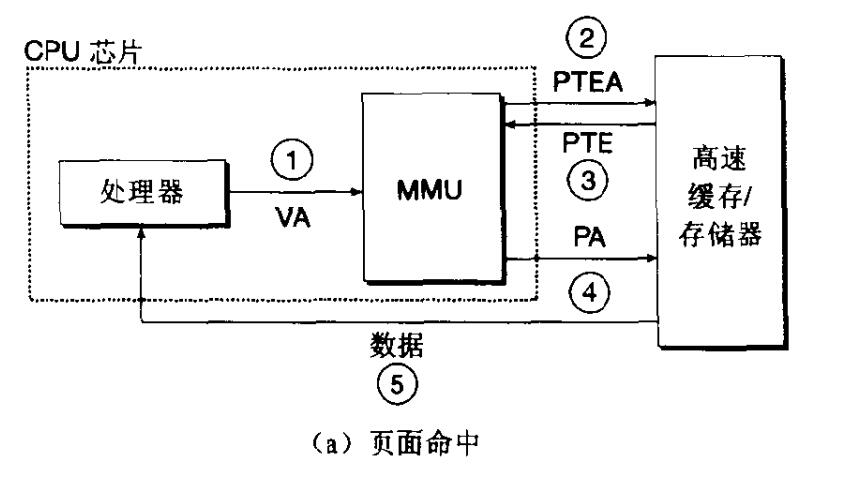 CPU 芯片
②
PTEA
①
处理器
VA
MMU
PTE
③
高速
缓存/
存储器
PA
④
数据
⑤
（a）页面命中